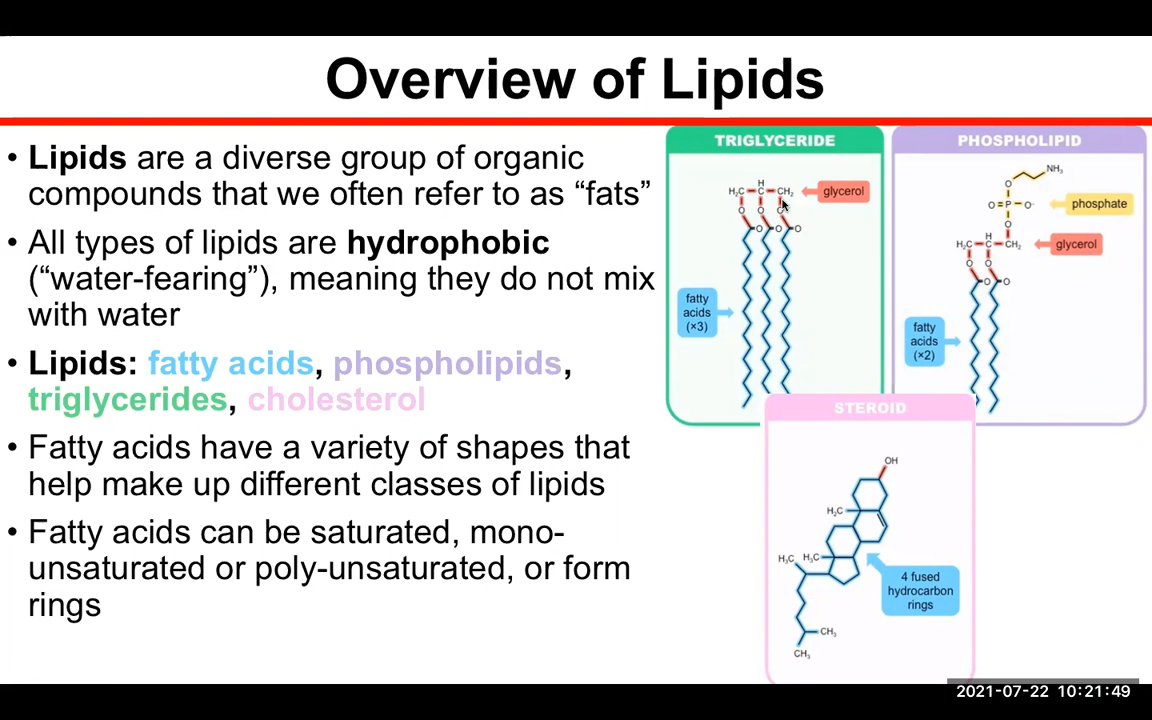 Overview of Lipids
• Lipids are a diverse group of organic
compounds that we often refer to as “fats”
• All types of lipids are hydrophobic
(“water-fearing”), meaning they do not mix
with water
• Lipids: fatty acids, phospholipids,
triglycerides, cholesterol
• Fatty acids have a variety of shapes that
help make up different classes of lipids
• Fatty acids can be saturated, mono-
unsaturated or poly-unsaturated, or form
rings
TRIGLYCERIDE
H
H₂C C CH₂
glycerol
O O O
O O O
fatty
acids
(×3)
PHOSPHOLIPID
NH₃
O
O P O⁻
phosphate
O
H
H₂C C CH₂
glycerol
O O
O O
fatty
acids
(×2)
STEROID
OH
H₃C
H₃C H₃C
4 fused
hydrocarbon
rings
CH₃
CH₃
2021-07-22 10:21:49